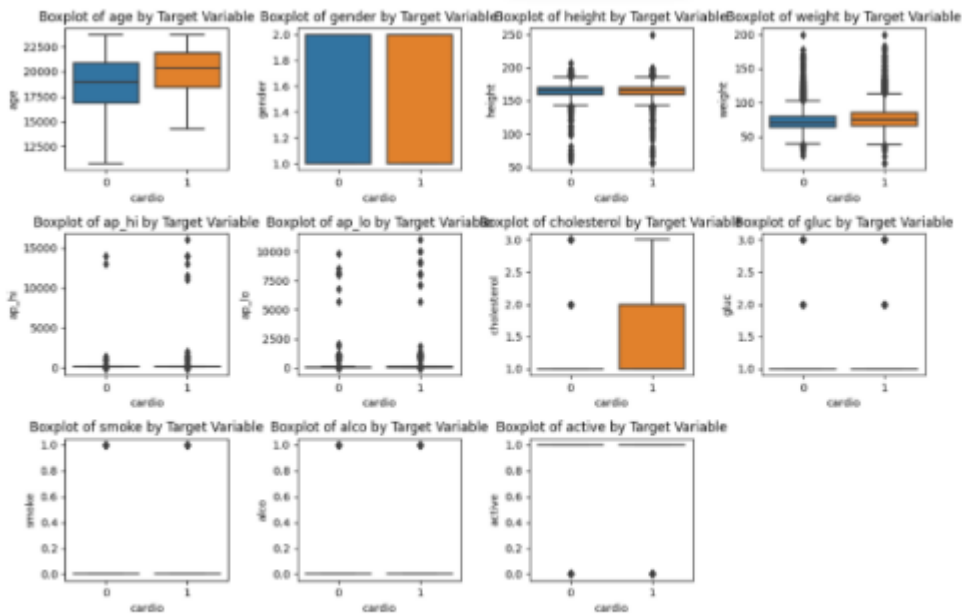 Boxplot of age by Target Variable
22500
20000
17500
15000
12500
age
0
1
cardio
Boxplot of gender by Target Variable
2.0
1.8
1.6
1.4
1.2
1.0
gender
0
1
cardio
Boxplot of height by Target Variable
250
200
150
100
50
height
0
1
cardio
Boxplot of weight by Target Variable
200
150
100
50
weight
0
1
cardio
Boxplot of ap_hi by Target Variable
15000
10000
5000
0
ap_hi
0
1
cardio
Boxplot of ap_lo by Target Variable
10000
7500
5000
2500
0
ap_lo
0
1
cardio
Boxplot of cholesterol by Target Variable
3.0
2.5
2.0
1.5
1.0
cholesterol
0
1
cardio
Boxplot of gluc by Target Variable
3.0
2.5
2.0
1.5
1.0
gluc
0
1
cardio
Boxplot of smoke by Target Variable
1.0
0.8
0.6
0.4
0.2
0.0
smoke
0
1
cardio
Boxplot of alco by Target Variable
1.0
0.8
0.6
0.4
0.2
0.0
alco
0
1
cardio
Boxplot of active by Target Variable
1.0
0.8
0.6
0.4
0.2
0.0
active
0
1
cardio